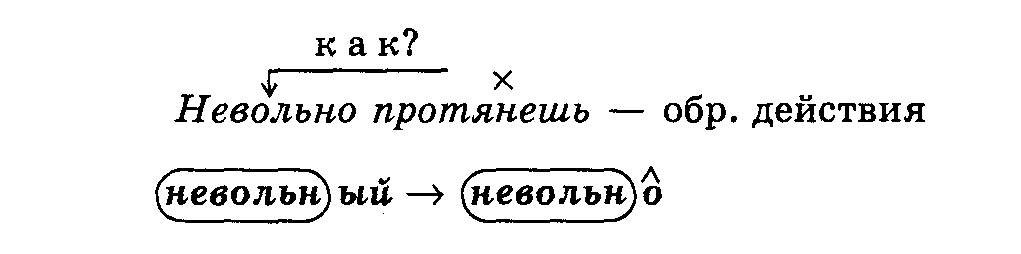 как?
×
Невольно протянешь — обр. действия
невольный → невольно